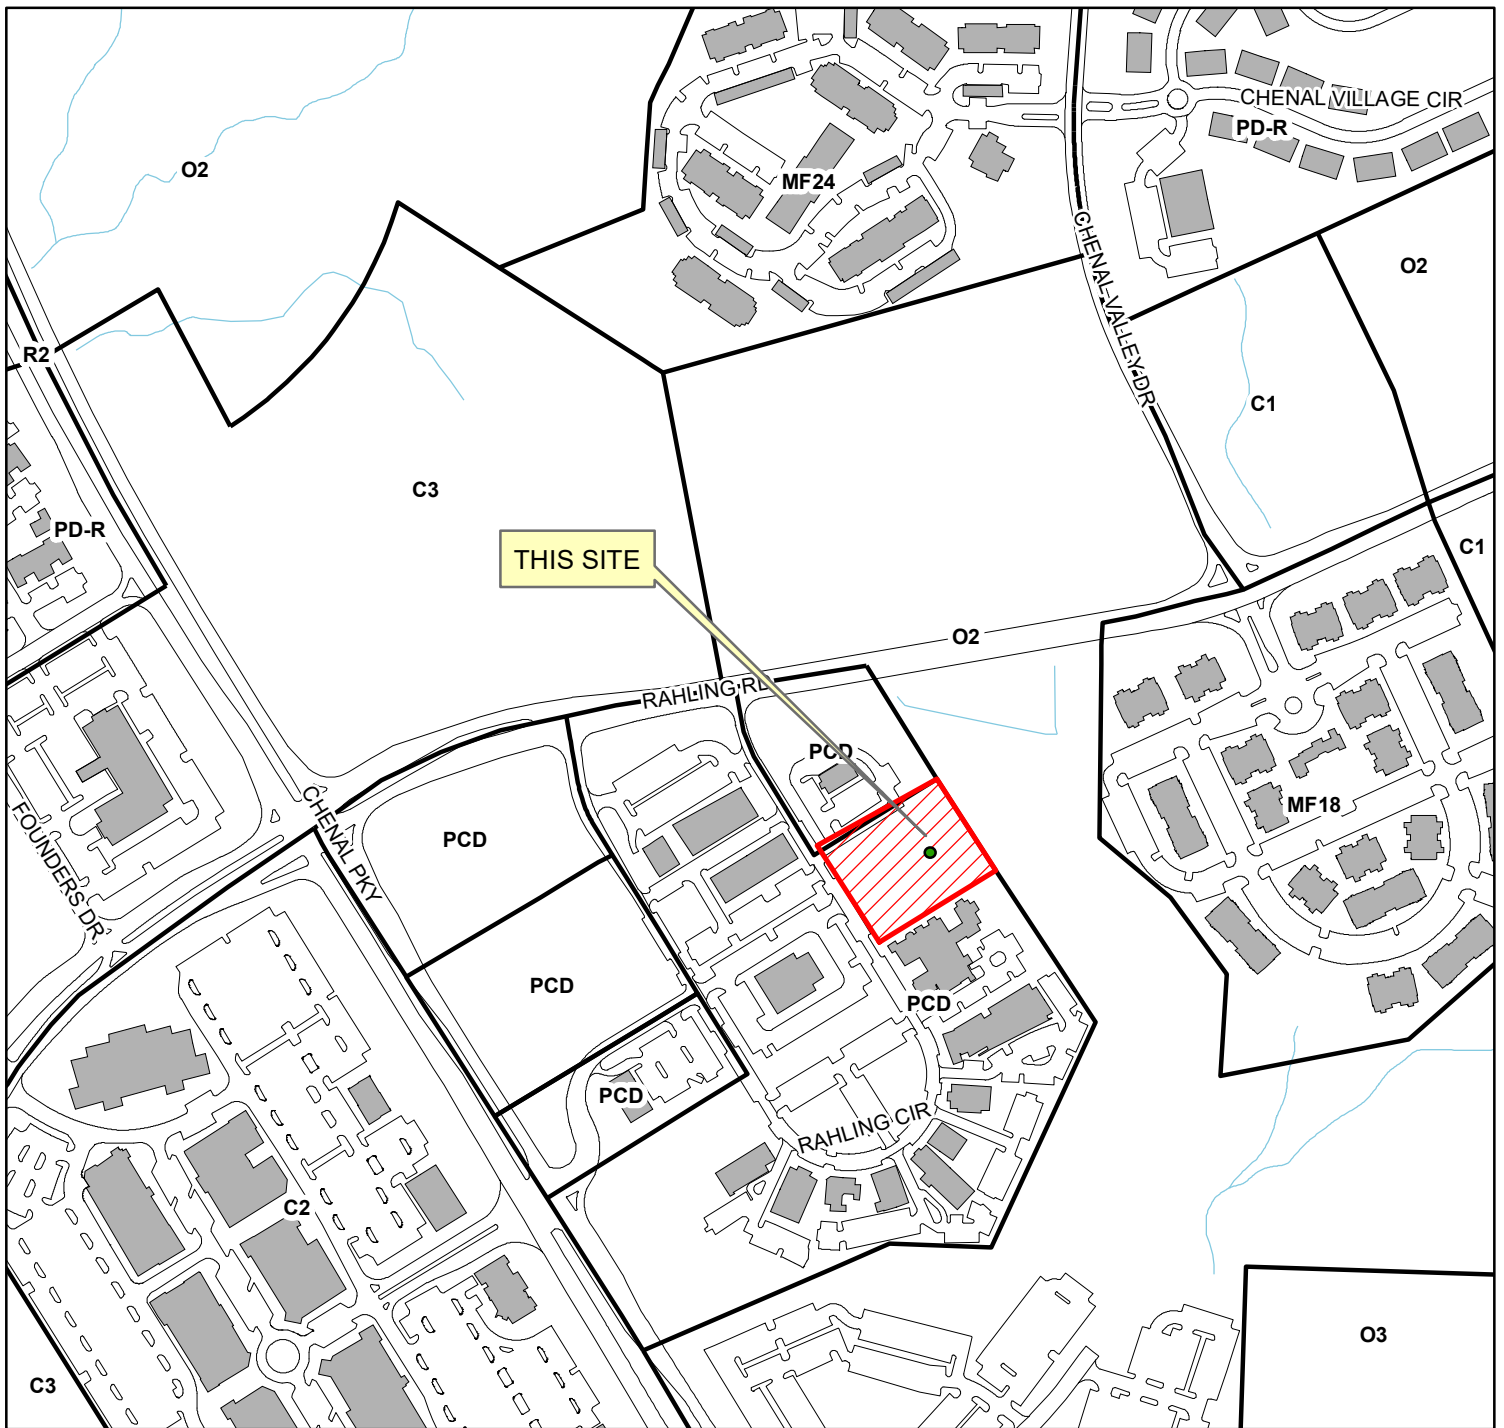 CHENAL VILLAGE CIR
PD-R
O2
MF24
CHENAL VALLEY DR
O2
R2
C1
C3
PD-R
THIS SITE
C1
O2
RAHLING RD
PCD
CHENAL PKY
MF18
FOUNDERS DR
PCD
PCD
PCD
PCD
RAHLING CIR
C2
O3
C3